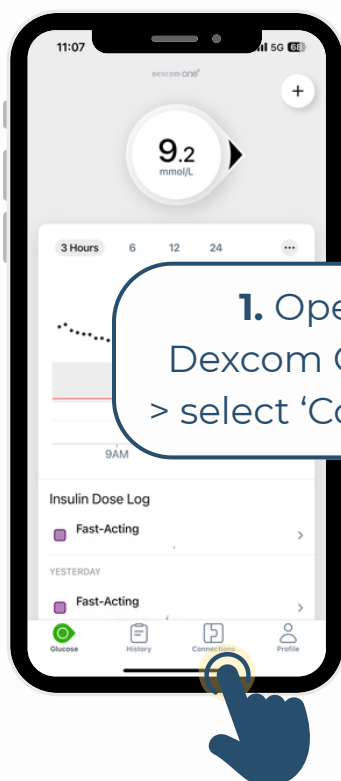 11:07
5G 68
Dexcom ONE+
+
9.2
mmol/L
3 Hours 6 12 24 ...
1. Ope
Dexcom
> select ‘Co
9AM
Insulin Dose Log
Fast-Acting
YESTERDAY
Fast-Acting
Glucose History Connections Profile